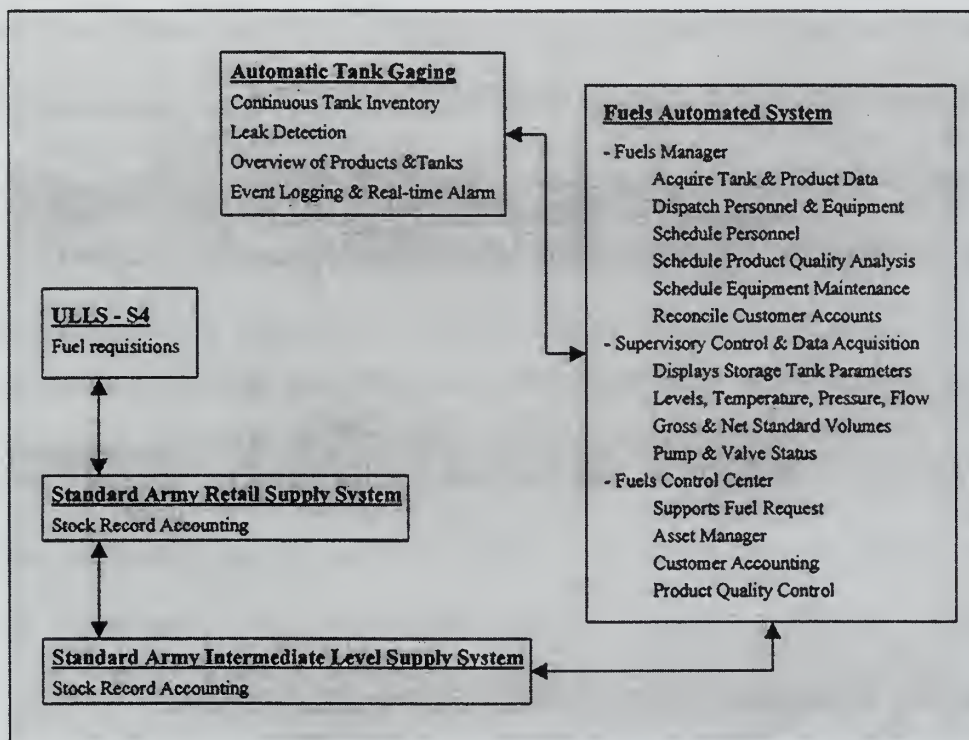 Automatic Tank Gaging
Continuous Tank Inventory
Leak Detection
Overview of Products &Tanks
Event Logging & Real-time Alarm
Fuels Automated System
- Fuels Manager
Acquire Tank & Product Data
Dispatch Personnel & Equipment
Schedule Personnel
Schedule Product Quality Analysis
Schedule Equipment Maintenance
Reconcile Customer Accounts
- Supervisory Control & Data Acquisition
Displays Storage Tank Parameters
Levels, Temperature, Pressure, Flow
Gross & Net Standard Volumes
Pump & Valve Status
- Fuels Control Center
Supports Fuel Request
Asset Manager
Customer Accounting
Product Quality Control
ULLS - S4
Fuel requisitions
Standard Army Retail Supply System
Stock Record Accounting
Standard Army Intermediate Level Supply System
Stock Record Accounting